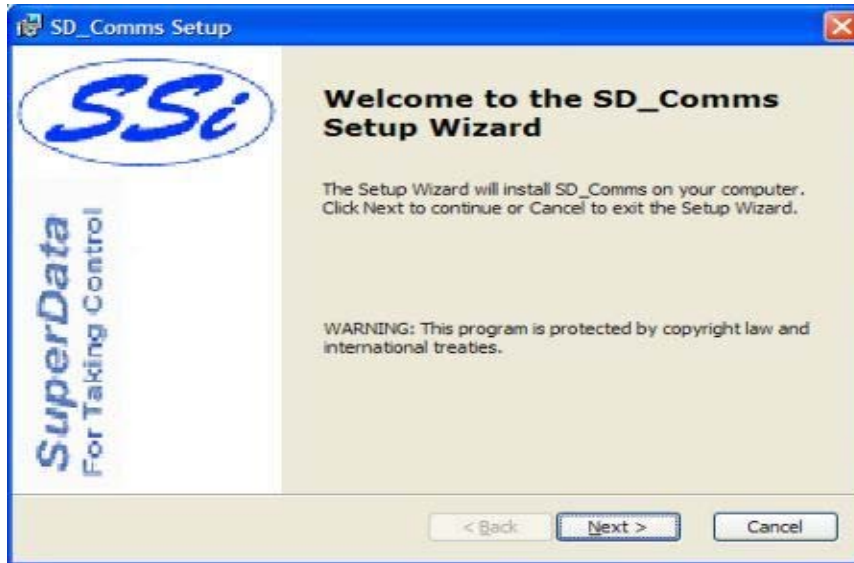 SD_Comms Setup
SSi
SuperData
For Taking Control
Welcome to the SD_Comms
Setup Wizard
The Setup Wizard will install SD_Comms on your computer.
Click Next to continue or Cancel to exit the Setup Wizard.
WARNING: This program is protected by copyright law and
international treaties.
< Back
Next >
Cancel